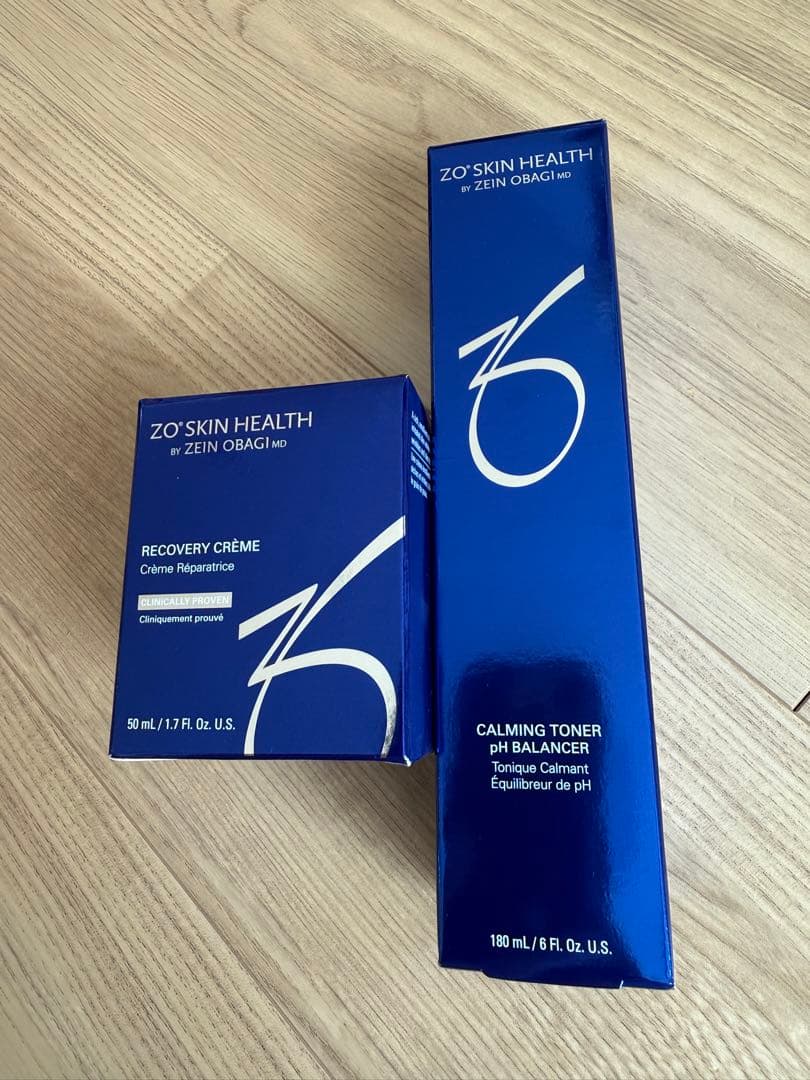 ZO® SKIN HEALTH
BY ZEIN OBAGI MD
RECOVERY CRÈME
Crème Réparatrice
CLINICALLY PROVEN
Cliniquement prouvé
50 mL / 1.7 Fl. Oz. U.S.
ZO® SKIN HEALTH
BY ZEIN OBAGI MD
CALMING TONER
pH BALANCER
Tonique Calmant
Équilibreur de pH
180 mL / 6 Fl. Oz. U.S.